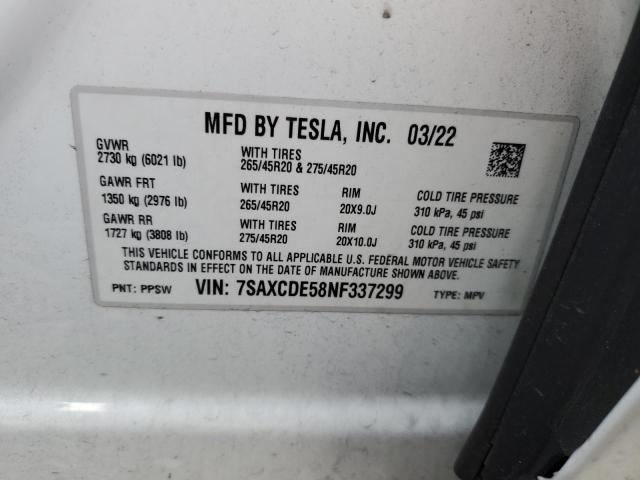 MFD BY TESLA, INC. 03/22
GVWR WITH TIRES
2730 kg (6021 lb) 265/45R20 & 275/45R20
GAWR FRT WITH TIRES RIM COLD TIRE PRESSURE
1350 kg (2976 lb) 265/45R20 20X9.0J 310 kPa, 45 psi
GAWR RR WITH TIRES RIM COLD TIRE PRESSURE
1727 kg (3808 lb) 275/45R20 20X10.0J 310 kPa, 45 psi
THIS VEHICLE CONFORMS TO ALL APPLICABLE U.S. FEDERAL MOTOR VEHICLE SAFETY
STANDARDS IN EFFECT ON THE DATE OF MANUFACTURE SHOWN ABOVE.
PNT: PPSW VIN: 7SAXCDE58NF337299 TYPE: MPV